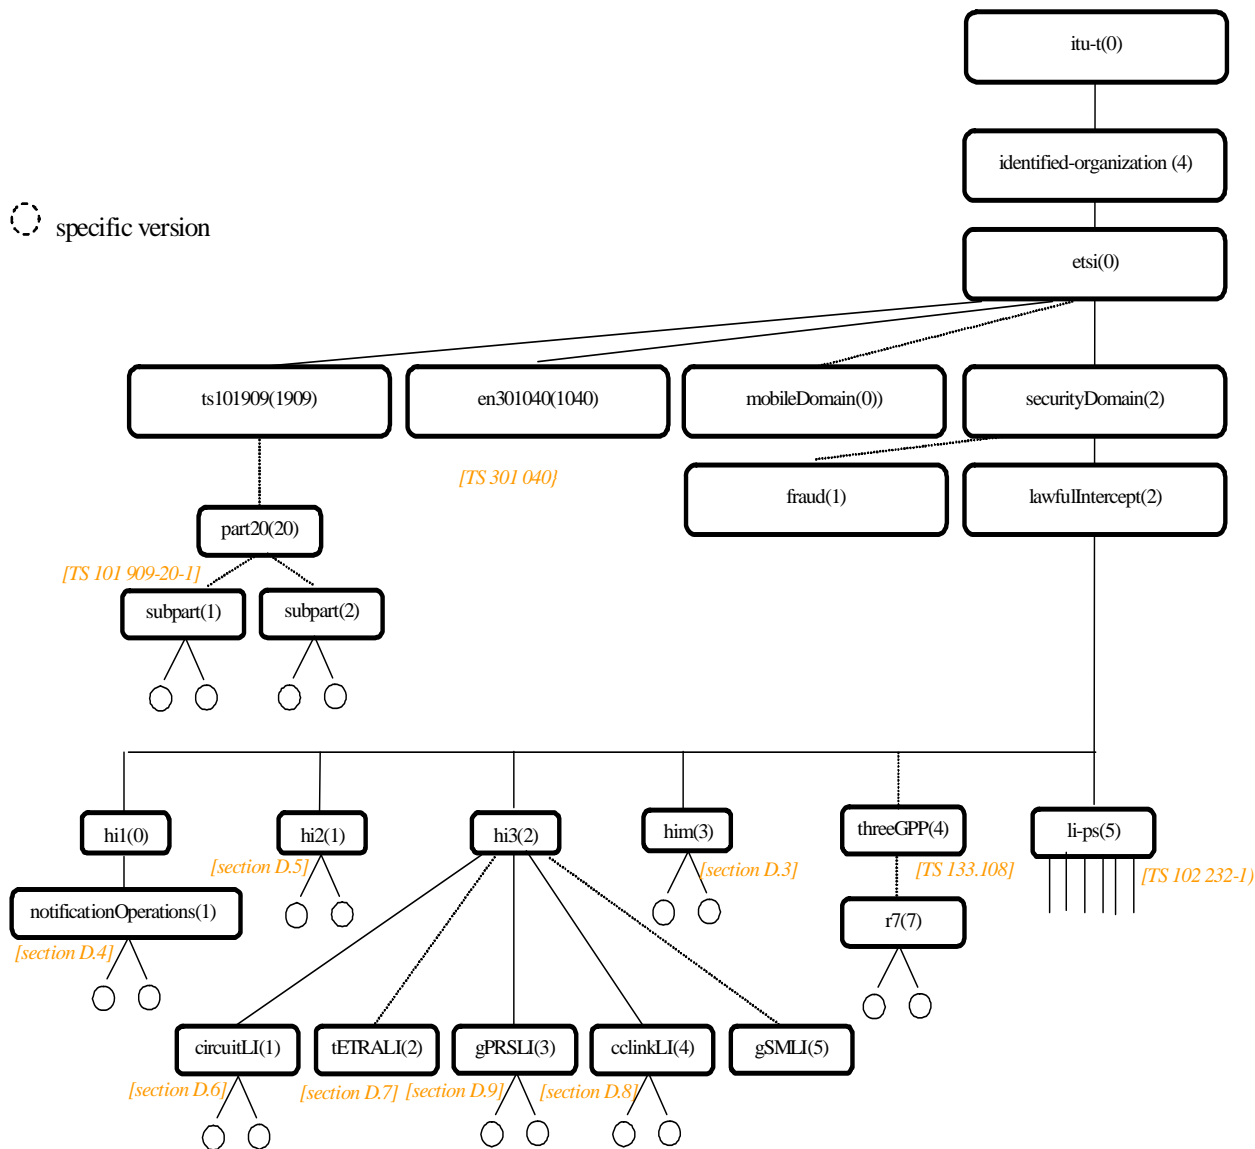 itu-t(0)
identified-organization (4)
specific version
etsi(0)
ts101909(1909)
en301040(1040)
mobileDomain(0))
securityDomain(2)
[TS 301 040}
fraud(1)
lawfulIntercept(2)
part20(20)
[TS 101 909-20-1]
subpart(1)
subpart(2)
hi1(0)
hi2(1)
hi3(2)
him(3)
threeGPP(4)
li-ps(5)
[section D.5]
[section D.3]
[TS 133.108]
[TS 102 232-1)
notificationOperations(1)
r7(7)
[section D.4]
circuitLI(1)
tETRALI(2)
gPRSLI(3)
cclinkLI(4)
gSMLI(5)
[section D.6]
[section D.7]
[section D.9]
[section D.8]